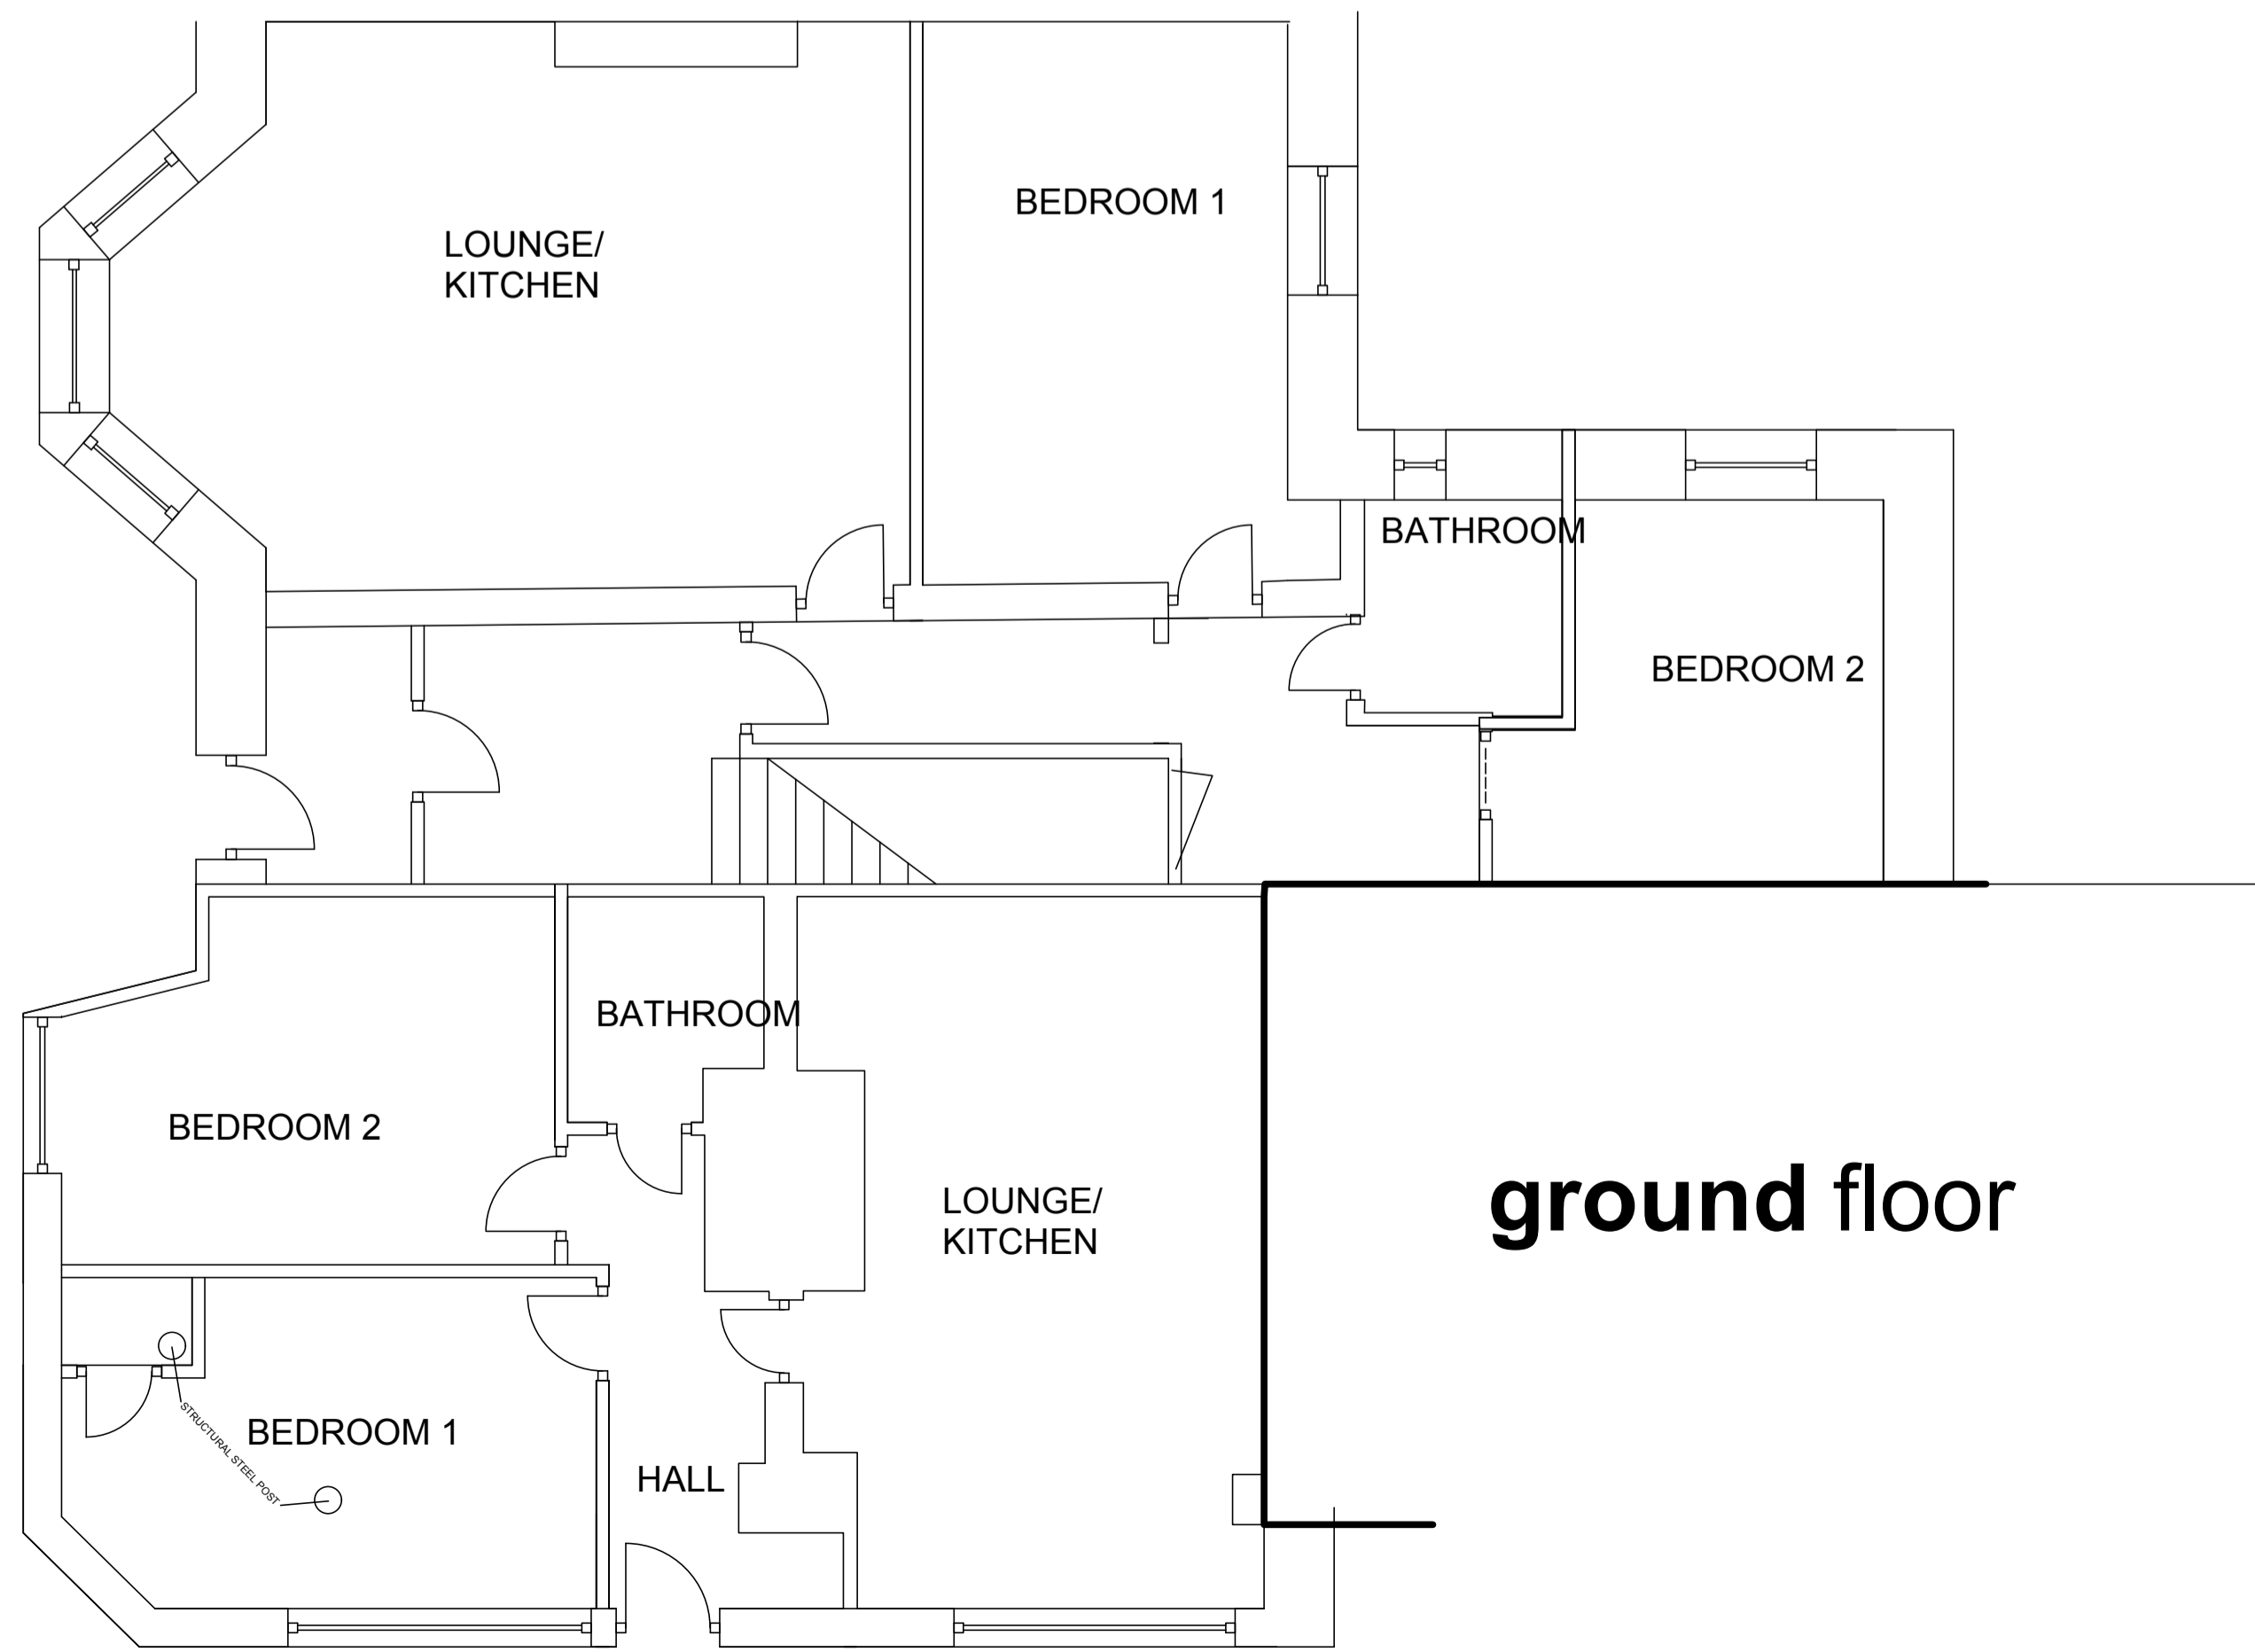 BEDROOM 1
LOUNGE/
KITCHEN
BATHROOM
BEDROOM 2
BATHROOM
BEDROOM 2
LOUNGE/
KITCHEN
ground floor
STRUCTURAL STEEL POST
BEDROOM 1
HALL